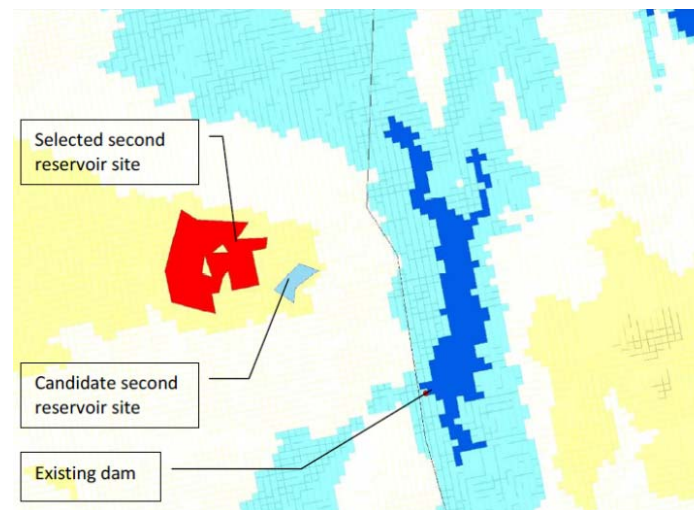 Selected second
reservoir site
Candidate second
reservoir site
Existing dam